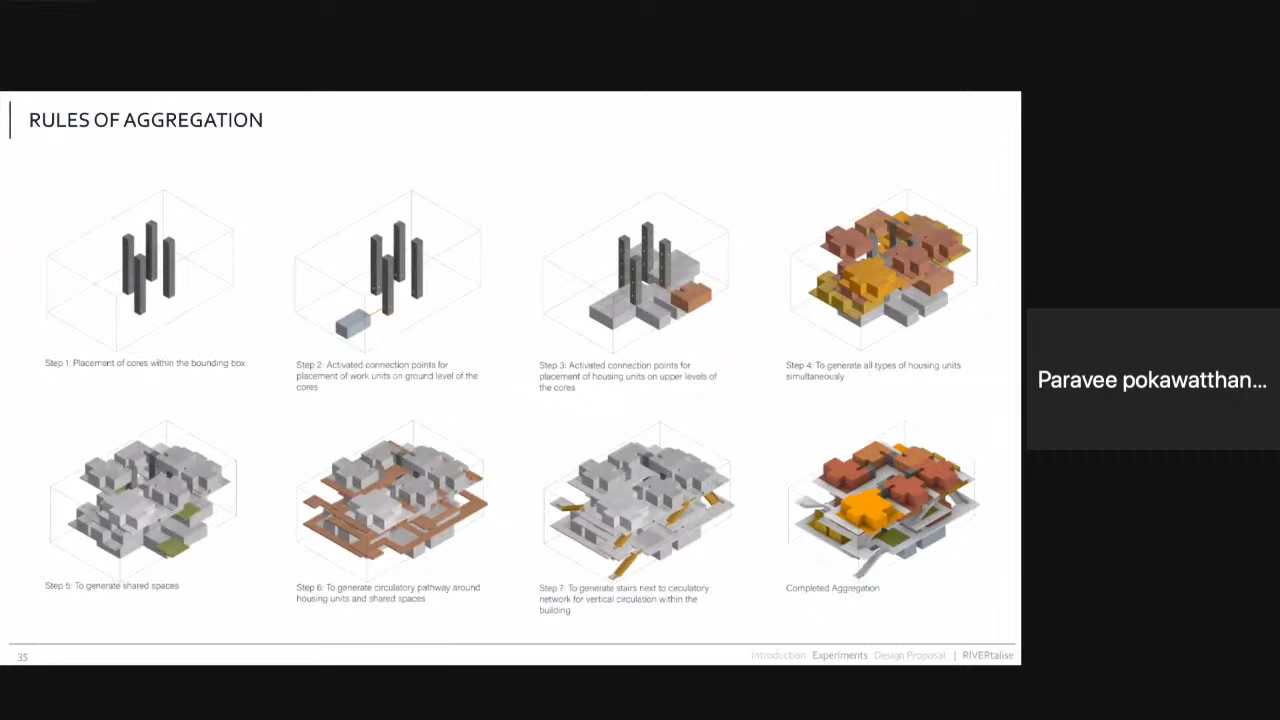 RULES OF AGGREGATION
Step 1: Placement of cores within the bounding box
Step 2: Activated connection points for
placement of work units on ground level of the
cores
Step 3: Activated connection points for
placement of housing units on upper levels of
the cores
Step 4: To generate all types of housing units
simultaneously
Step 5: To generate shared spaces
Step 6: To generate circulatory pathway around
housing units and shared spaces
Step 7: To generate stairs next to circulatory
network for vertical circulation within the
building
Completed Aggregation
35
Introduction Experiments Design Proposal | RIVERtalise
Paravee pokawatthan...